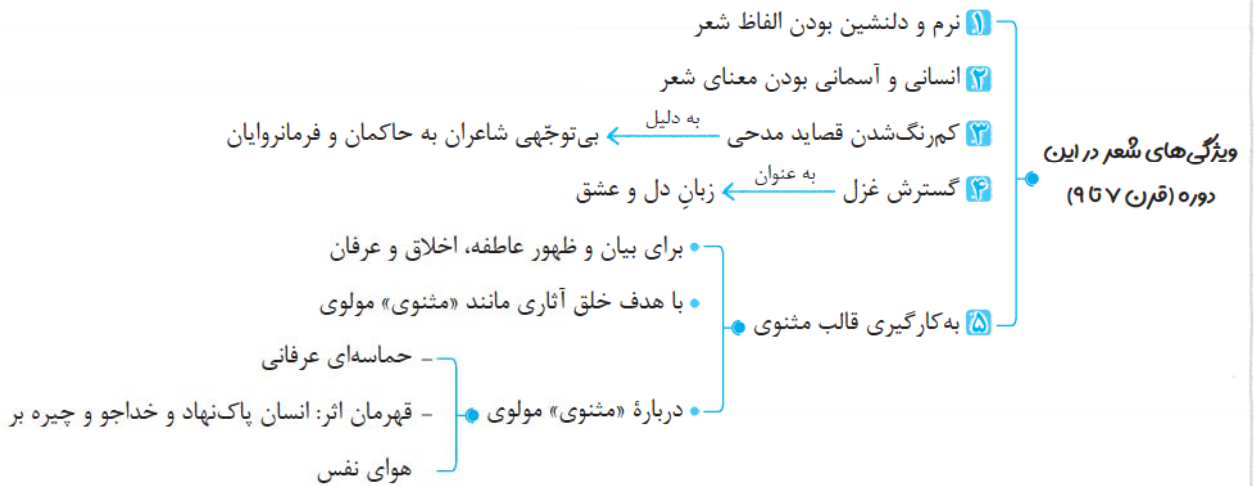 ویژگی‌های شعر در این
دوره (قرن ۷ تا ۹)
۱ نرم و دلنشین بودن الفاظ شعر
۲ انسانی و آسمانی بودن معنای شعر
۳ کم‌رنگ‌شدن قصاید مدحی به دلیل بی‌توجّهی شاعران به حاکمان و فرمانروایان
۴ گسترش غزل به عنوان زبانِ دل و عشق
۵ به‌کارگیری قالب مثنوی
• برای بیان و ظهور عاطفه، اخلاق و عرفان
• با هدف خلق آثاری مانند «مثنوی» مولوی
• دربارهٔ «مثنوی» مولوی
- حماسه‌ای عرفانی
- قهرمان اثر: انسان پاک‌نهاد و خداجو و چیره بر
هوای نفس